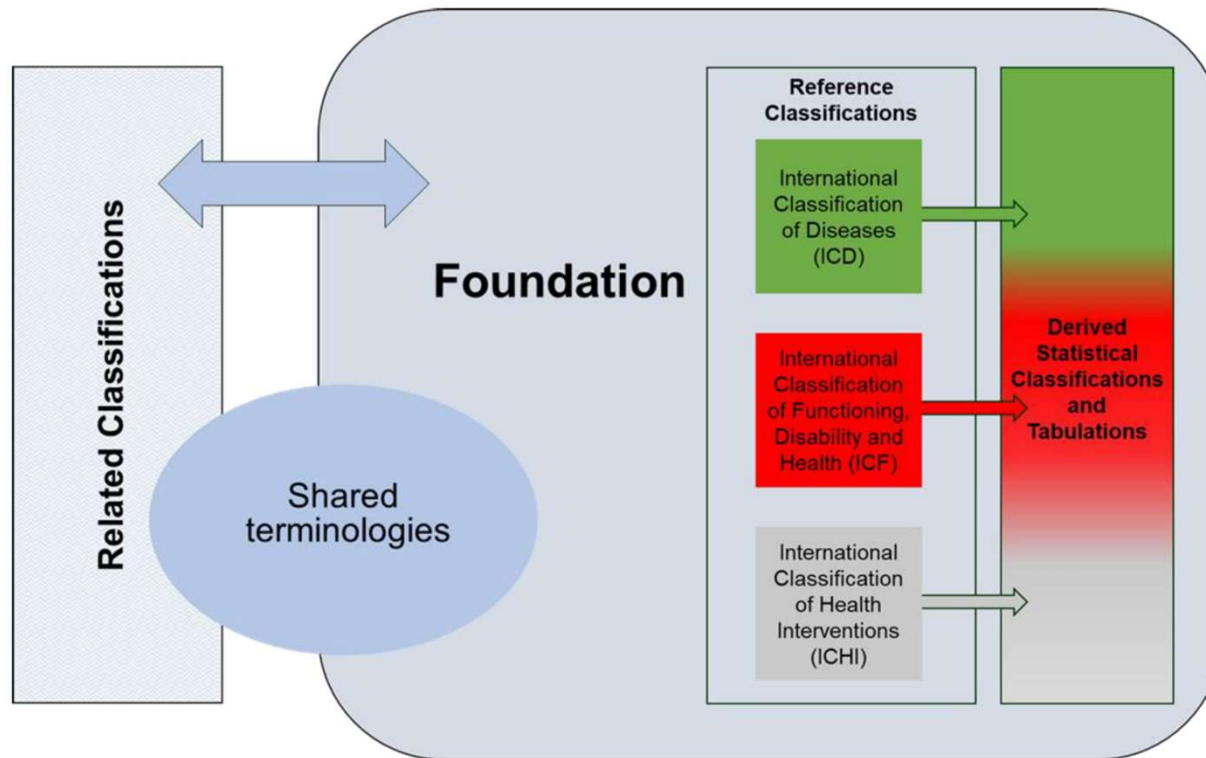 Related Classifications
Foundation
Shared
terminologies
Reference
Classifications
International
Classification
of Diseases
(ICD)
International
Classification
of Functioning,
Disability and
Health (ICF)
International
Classification
of Health
Interventions
(ICHI)
Derived
Statistical
Classifications
and
Tabulations